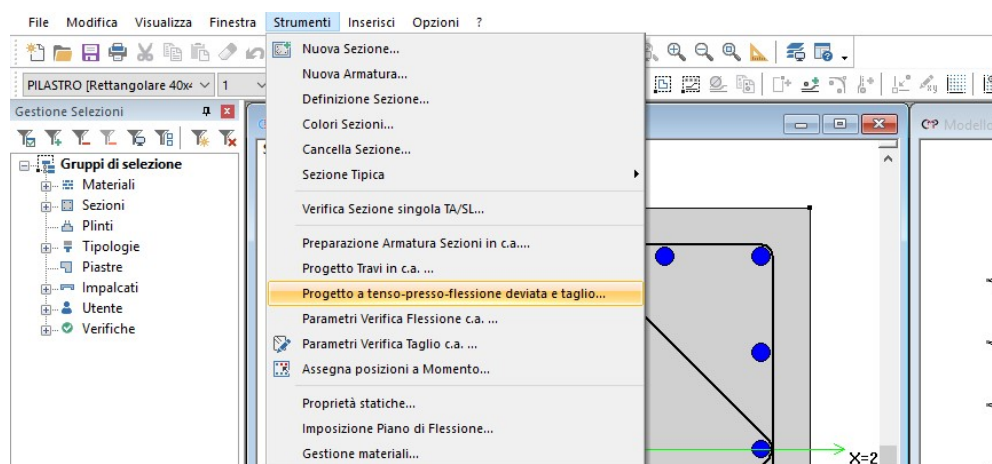 File Modifica Visualizza Finestra Strumenti Inserisci Opzioni ?
PILASTRO [Rettangolare 40x 1
Gestione Selezioni
Gruppi di selezione
Materiali
Sezioni
Plinti
Tipologie
Piastre
Impalcati
Utente
Verifiche
Nuova Sezione...
Nuova Armatura...
Definizione Sezione...
Colori Sezioni...
Cancella Sezione...
Sezione Tipica
Verifica Sezione singola TA/SL...
Preparazione Armatura Sezioni in c.a....
Progetto Travi in c.a. ...
Progetto a tenso-presso-flessione deviata e taglio...
Parametri Verifica Flessione c.a. ...
Parametri Verifica Taglio c.a. ...
Assegna posizioni a Momento...
Proprietà statiche...
Imposizione Piano di Flessione...
Gestione materiali...
X=2
Modello